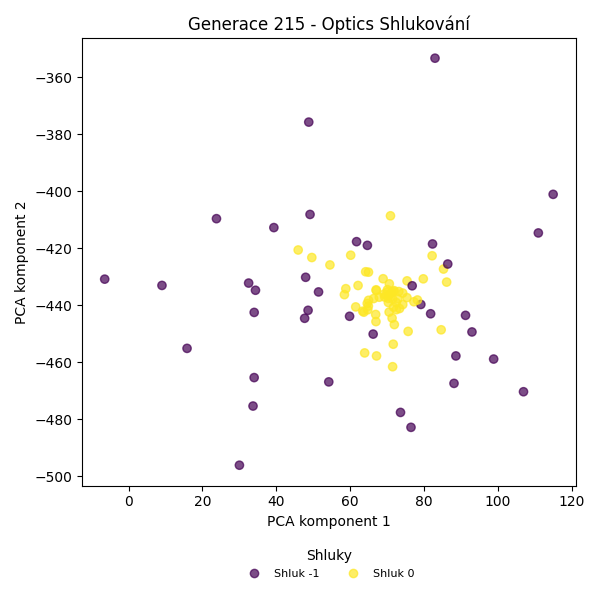 Generace 215 - Optics Shlukování
PCA komponent 2
−360
−380
−400
−420
−440
−460
−480
−500
0 20 40 60 80 100 120
PCA komponent 1
Shluky
Shluk -1 Shluk 0